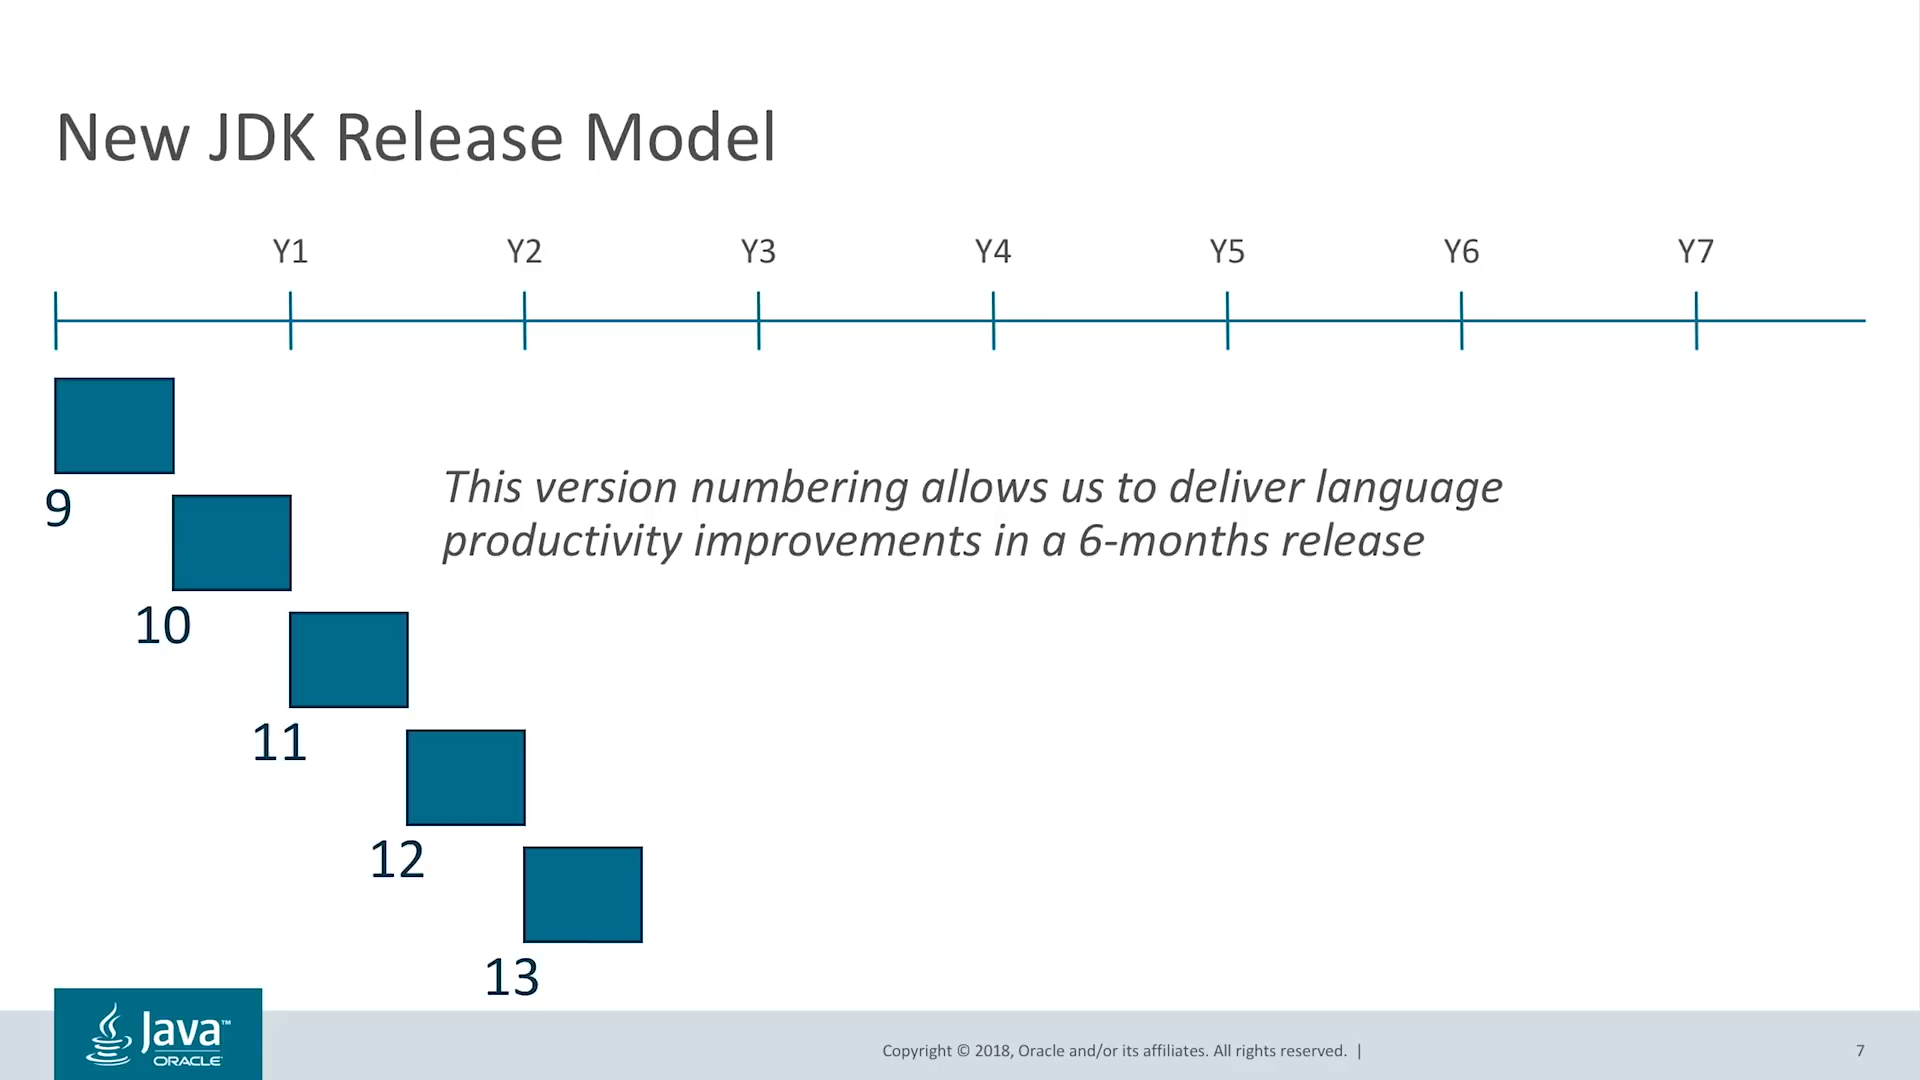 New JDK Release Model
Y1 Y2 Y3 Y4 Y5 Y6 Y7
9
This version numbering allows us to deliver language
productivity improvements in a 6-months release
10
11
12
13
Java™
ORACLE
Copyright © 2018, Oracle and/or its affiliates. All rights reserved. |
7